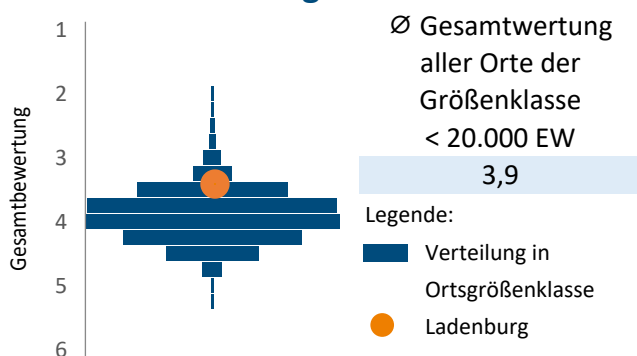 1
2
3
4
5
6
Gesamtbewertung
Ø Gesamtwertung
aller Orte der
Größenklasse
< 20.000 EW
3,9
Legende:
Verteilung in
Ortsgrößenklasse
Ladenburg